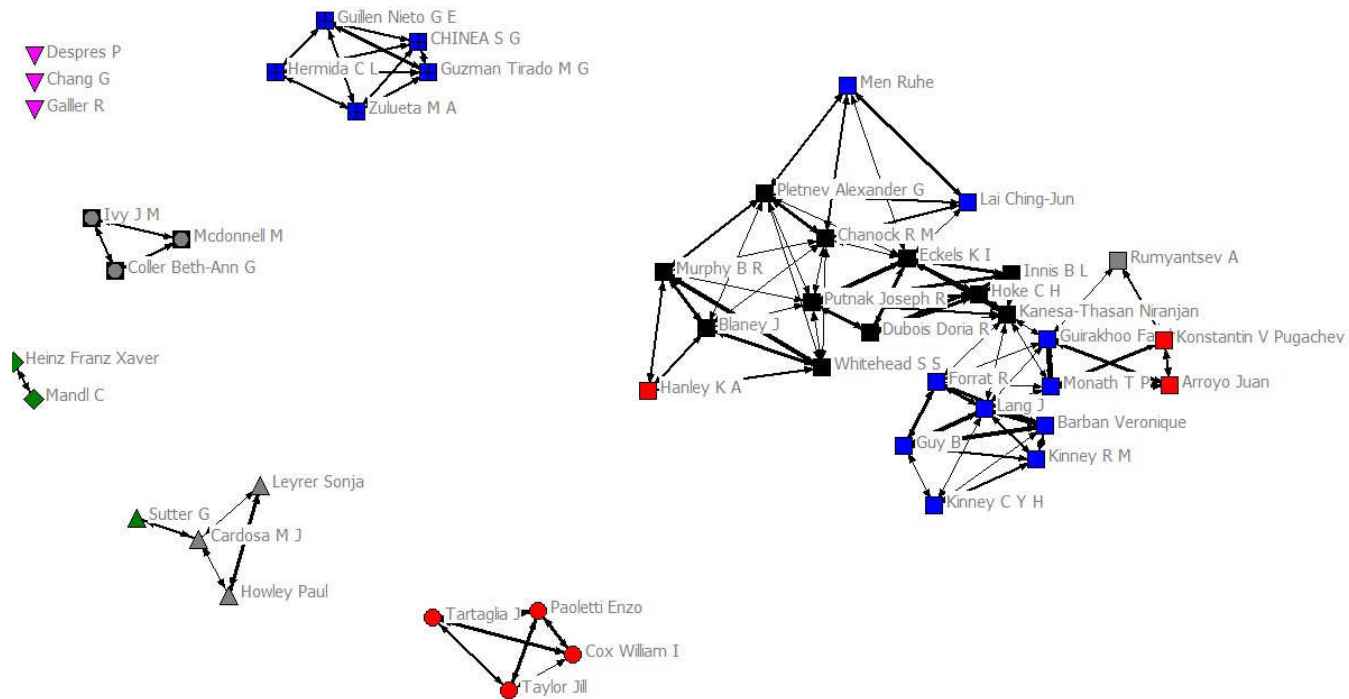 Guillen Nieto G E
CHINEA S G
Despres P
Hermida C L
Guzman Tirado M G
Chang G
Galler R
Zulueta M A
Men Ruhe
Pletnev Alexander G
Lai Ching-Jun
Ivy J M
Mcdonnell M
Chanock R M
Eckels K I
Rumyantsev A
Coller Beth-Ann G
Murphy B R
Innis B L
Hoke C H
Putnak Joseph R
Kanesa-Thasan Niranjan
Blaney J
Dubois Doria R
Guirakhoo
Konstantin V Pugachev
Heinz Franz Xaver
Whitehead S S
Hanley K A
Forrat R
Monath T P
Arroyo Juan
Mandl C
Lang J
Barban Veronique
Guy B
Kinney R M
Leyrer Sonja
Kinney C Y H
Sutter G
Cardosa M J
Howley Paul
Tartaglia J
Paoletti Enzo
Cox William I
Taylor Jill